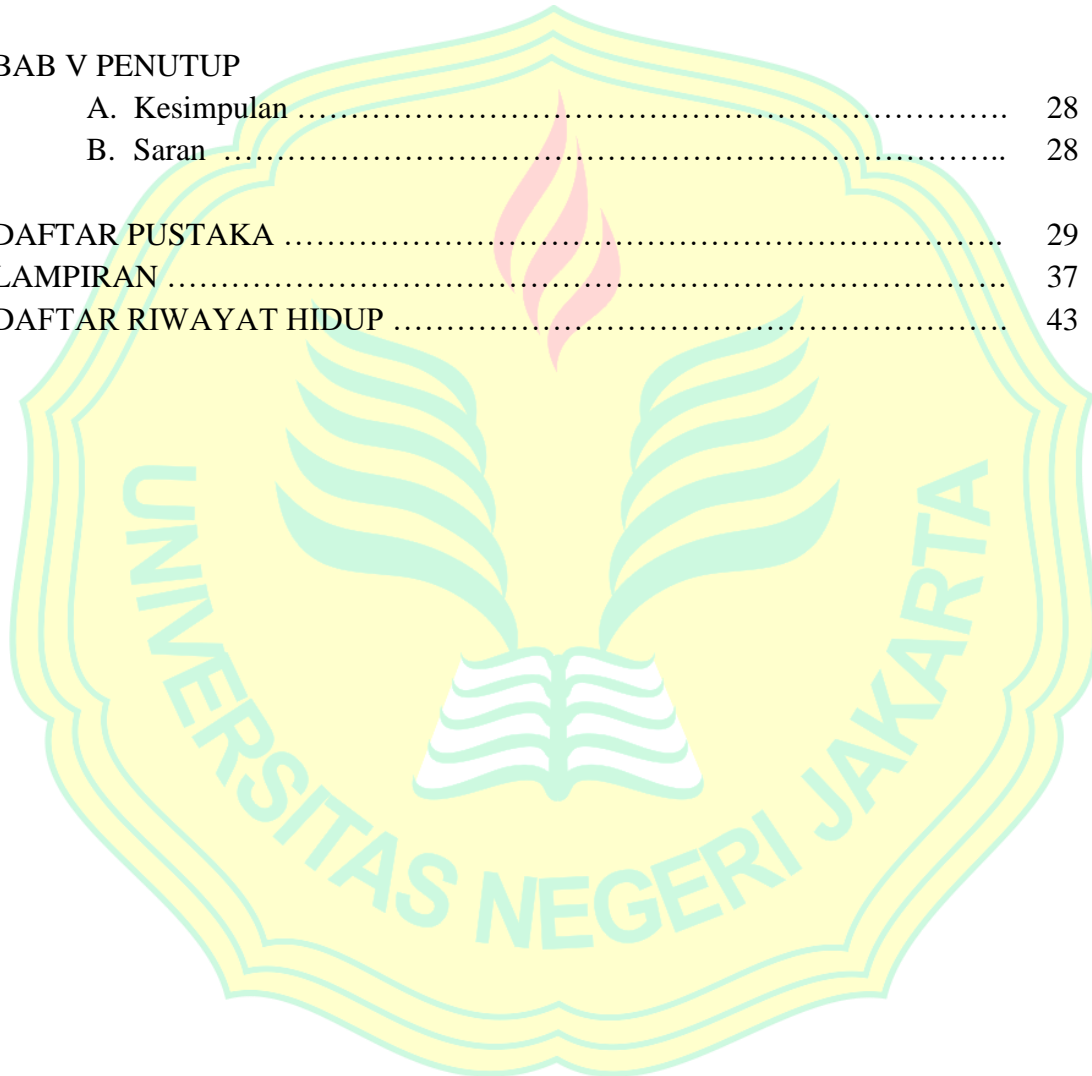 BAB V PENUTUP
A. Kesimpulan ……………………………………………………………. 28
B. Saran ………………………………………………………………….. 28
DAFTAR PUSTAKA …………………………………………………………….. 29
LAMPIRAN ……………………………………………………………………… 37
DAFTAR RIWAYAT HIDUP …………………………………………………… 43
UNIVERSITAS NEGERI JAKARTA